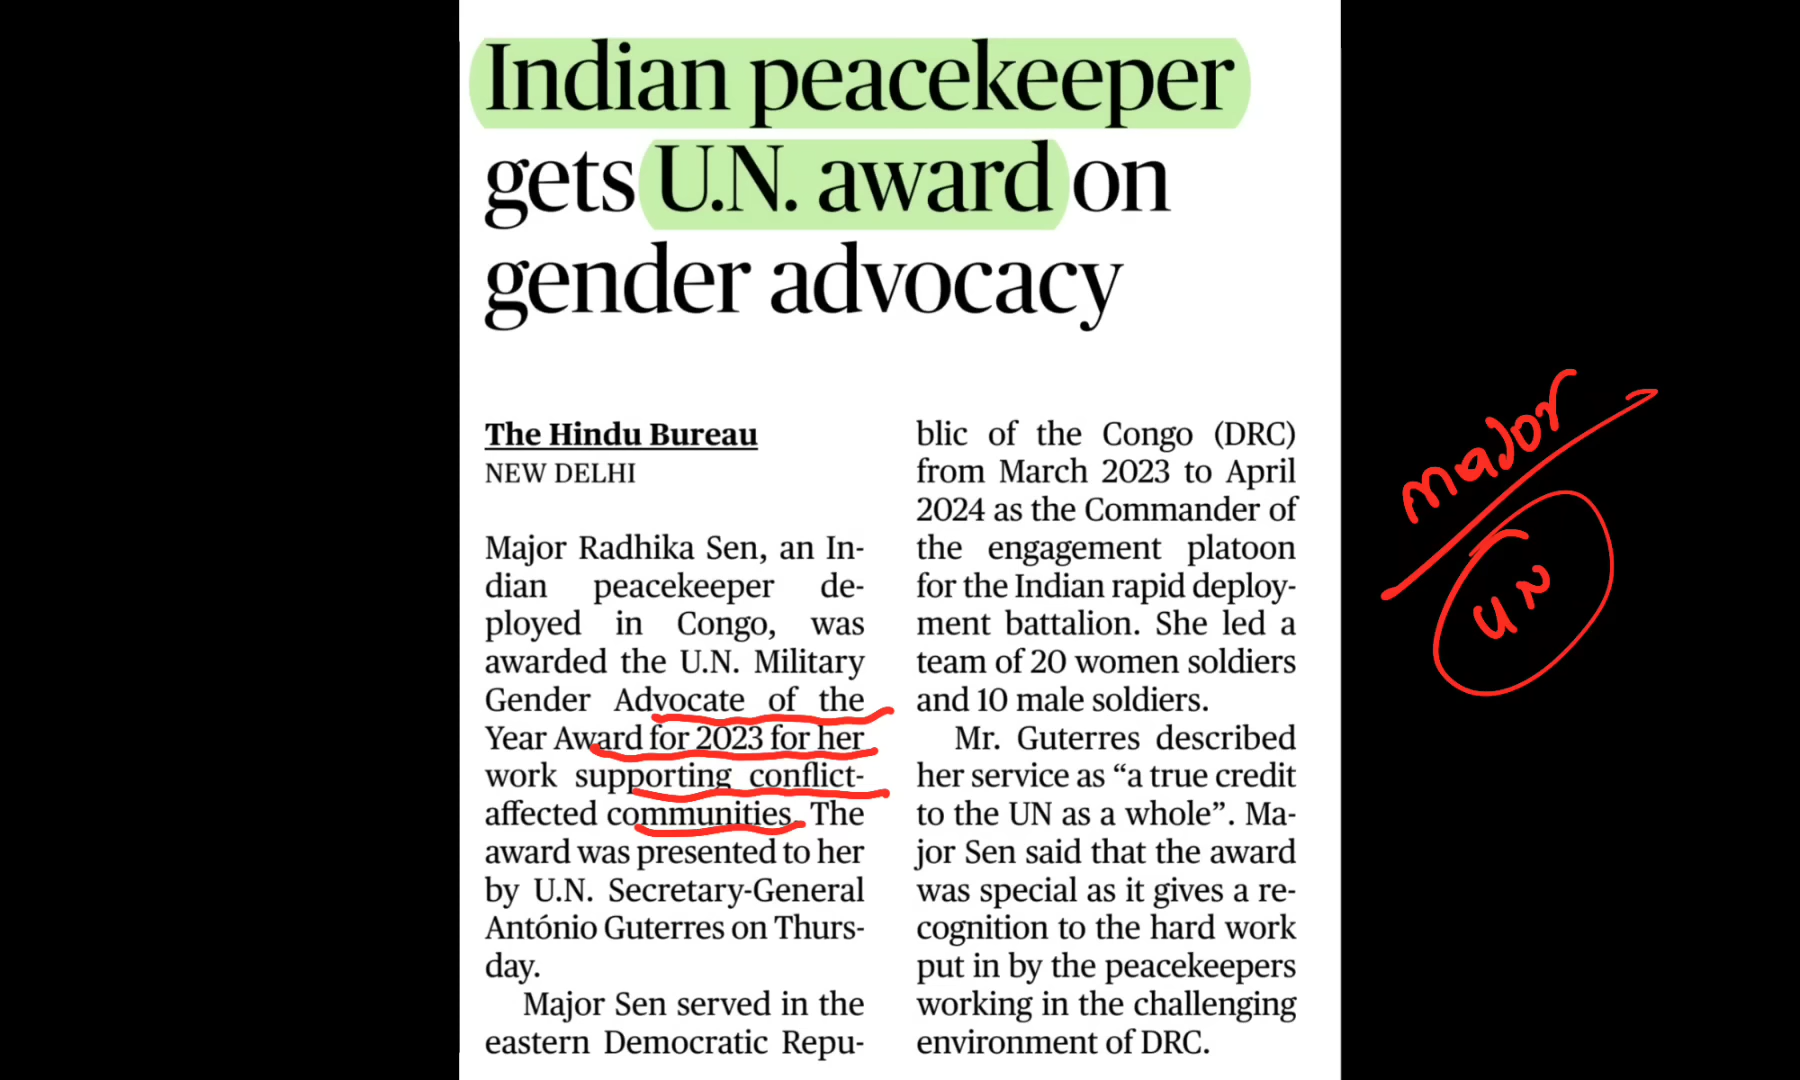 Indian peacekeeper
gets U.N. award on
gender advocacy
The Hindu Bureau
NEW DELHI
Major Radhika Sen, an In-
dian peacekeeper de-
ployed in Congo, was
awarded the U.N. Military
Gender Advocate of the
Year Award for 2023 for her
work supporting conflict-
affected communities. The
award was presented to her
by U.N. Secretary-General
António Guterres on Thurs-
day.
Major Sen served in the
eastern Democratic Repu-
blic of the Congo (DRC)
from March 2023 to April
2024 as the Commander of
the engagement platoon
for the Indian rapid deploy-
ment battalion. She led a
team of 20 women soldiers
and 10 male soldiers.
Mr. Guterres described
her service as “a true credit
to the UN as a whole”. Ma-
jor Sen said that the award
was special as it gives a re-
cognition to the hard work
put in by the peacekeepers
working in the challenging
environment of DRC.
major
UN